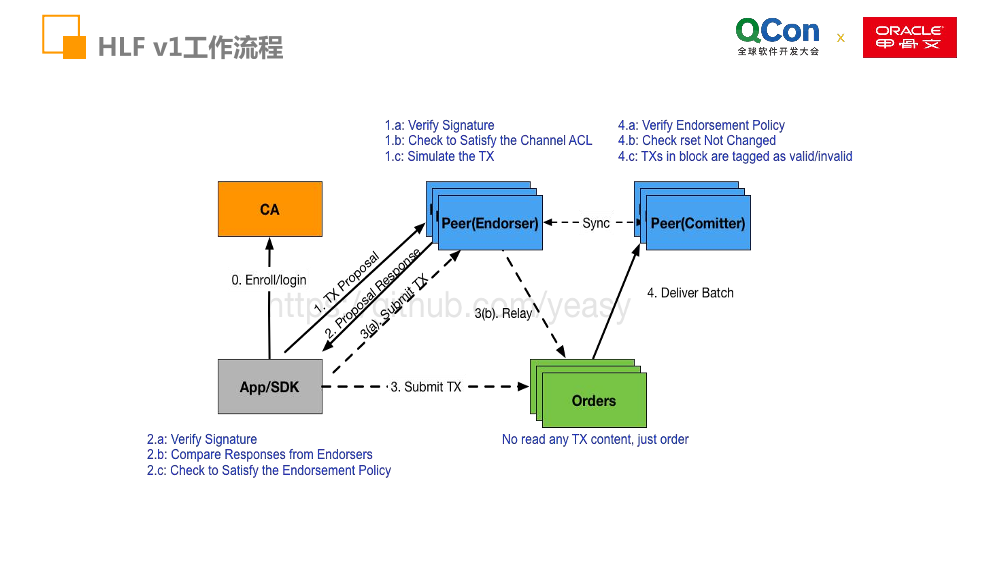 HLF v1工作流程
QCon
全球软件开发大会
x
ORACLE
甲骨文
1.a: Verify Signature
1.b: Check to Satisfy the Channel ACL
1.c: Simulate the TX
4.a: Verify Endorsement Policy
4.b: Check rset Not Changed
4.c: TXs in block are tagged as valid/invalid
CA
Peer(Endorser)
Sync
Peer(Comitter)
0. Enroll/login
1. TX Proposal
2. Proposal Response
3(a). Submit TX
3(b). Relay
4. Deliver Batch
https://github.com/yeasy
App/SDK
3. Submit TX
Orders
2.a: Verify Signature
2.b: Compare Responses from Endorsers
2.c: Check to Satisfy the Endorsement Policy
No read any TX content, just order